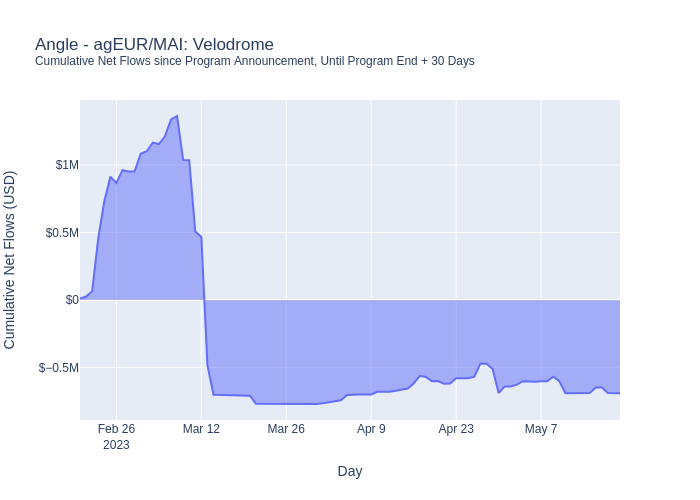 Angle - agEUR/MAI: Velodrome
Cumulative Net Flows since Program Announcement, Until Program End + 30 Days
Cumulative Net Flows (USD)
$1M
$0.5M
$0
$−0.5M
Feb 26
2023
Mar 12
Mar 26
Apr 9
Apr 23
May 7
Day